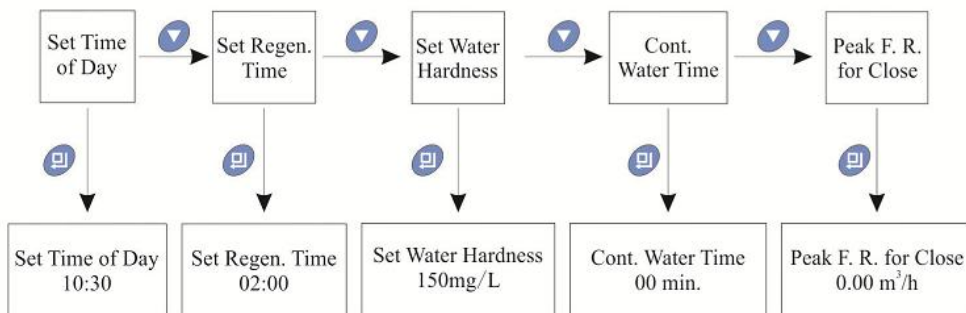 Set Time
of Day
Set Regen.
Time
Set Water
Hardness
Cont.
Water Time
Peak F. R.
for Close
Set Time of Day
10:30
Set Regen. Time
02:00
Set Water Hardness
150mg/L
Cont. Water Time
00 min.
Peak F. R. for Close
0.00 m³/h